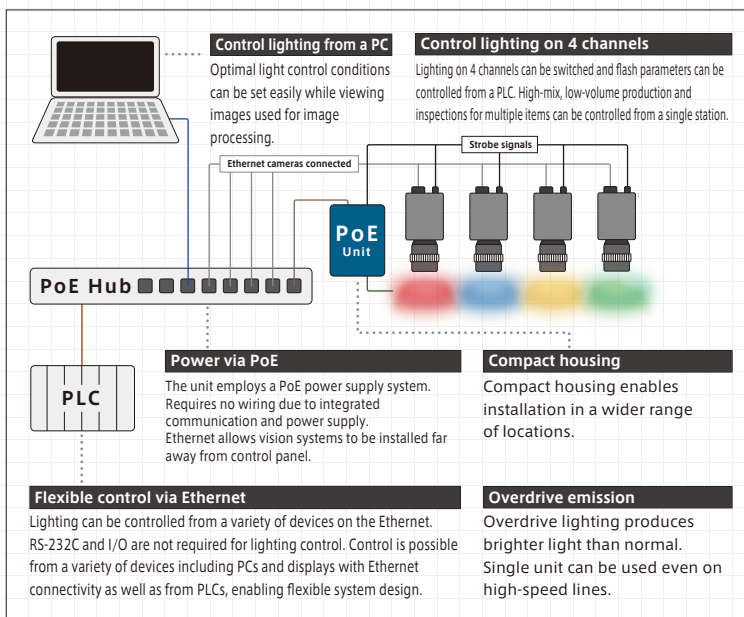 Control lighting from a PC
Optimal light control conditions
can be set easily while viewing
images used for image
processing.
Control lighting on 4 channels
Lighting on 4 channels can be switched and flash parameters can be
controlled from a PLC. High-mix, low-volume production and
inspections for multiple items can be controlled from a single station.
Strobe signals
Ethernet cameras connected
PoE
Unit
PoE Hub
PLC
Power via PoE
The unit employs a PoE power supply system.
Requires no wiring due to integrated
communication and power supply.
Ethernet allows vision systems to be installed far
away from control panel.
Compact housing
Compact housing enables
installation in a wider range
of locations.
Flexible control via Ethernet
Lighting can be controlled from a variety of devices on the Ethernet.
RS-232C and I/O are not required for lighting control. Control is possible
from a variety of devices including PCs and displays with Ethernet
connectivity as well as from PLCs, enabling flexible system design.
Overdrive emission
Overdrive lighting produces
brighter light than normal.
Single unit can be used even on
high-speed lines.